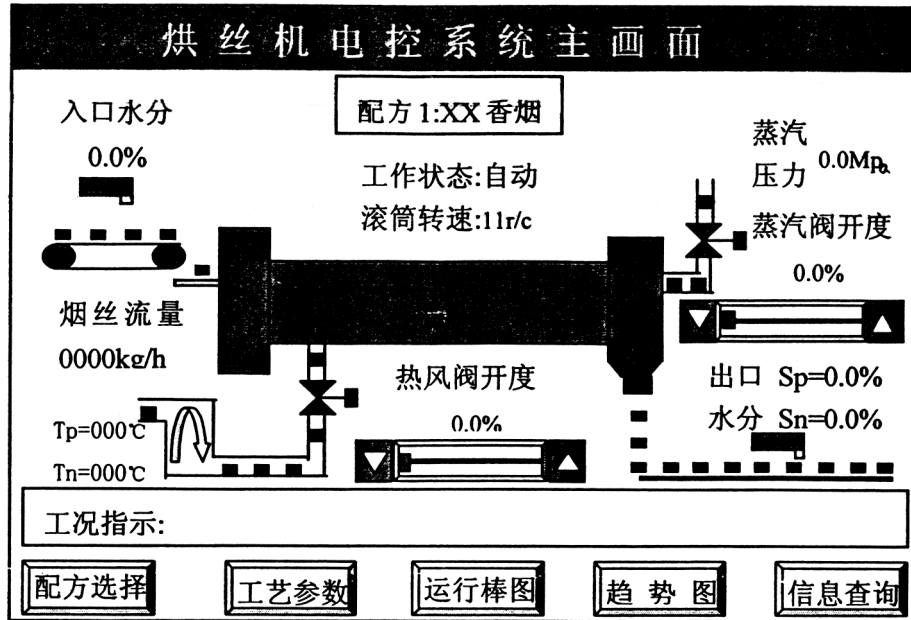 烘丝机电控系统主画面
配方1:XX香烟
入口水分
0.0%
工作状态:自动
滚筒转速:11r/c
蒸汽
压力 0.0Mpa
蒸汽阀开度
0.0%
烟丝流量
0000kg/h
热风阀开度
0.0%
出口 Sp=0.0%
水分 Sn=0.0%
Tp=000℃
Tn=000℃
工况指示:
配方选择
工艺参数
运行棒图
趋势图
信息查询